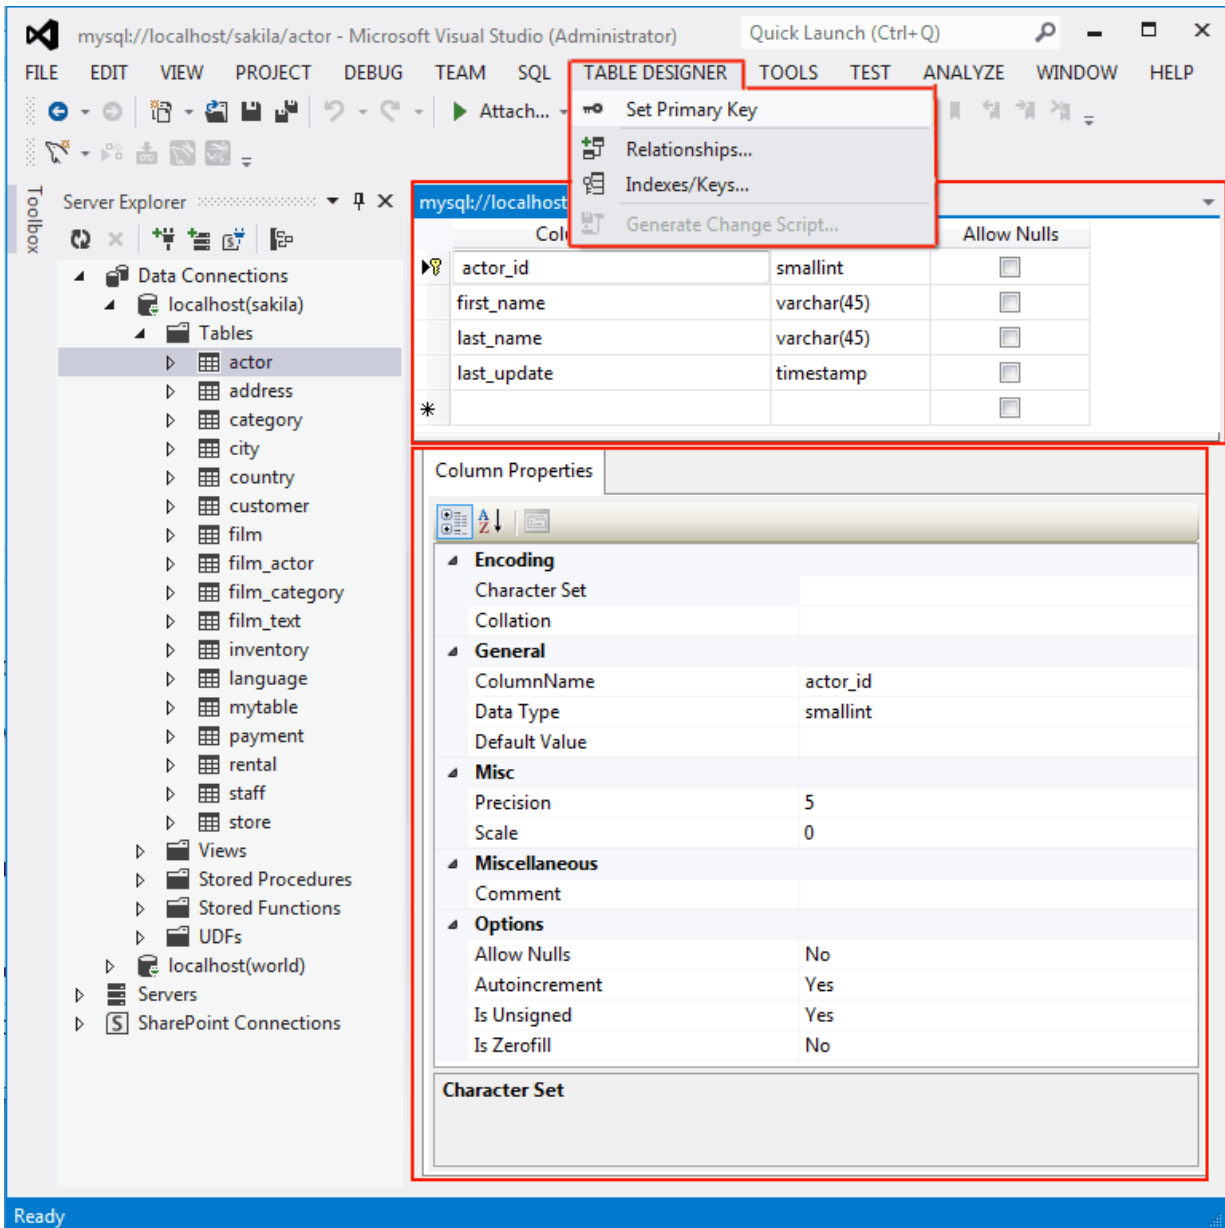 mysql://localhost/sakila/actor - Microsoft Visual Studio (Administrator)
Quick Launch (Ctrl+Q)
FILE EDIT VIEW PROJECT DEBUG TEAM SQL TABLE DESIGNER TOOLS TEST ANALYZE WINDOW HELP
Attach...
Set Primary Key
Relationships...
Indexes/Keys...
Generate Change Script...
Toolbox
Server Explorer
Data Connections
localhost(sakila)
Tables
actor
address
category
city
country
customer
film
film_actor
film_category
film_text
inventory
language
mytable
payment
rental
staff
store
Views
Stored Procedures
Stored Functions
UDFs
localhost(world)
Servers
SharePoint Connections
mysql://localhost
Allow Nulls
actor_id smallint
first_name varchar(45)
last_name varchar(45)
last_update timestamp
Column Properties
Encoding
Character Set
Collation
General
ColumnName actor_id
Data Type smallint
Default Value
Misc
Precision 5
Scale 0
Miscellaneous
Comment
Options
Allow Nulls No
Autoincrement Yes
Is Unsigned Yes
Is Zerofill No
Character Set
Ready